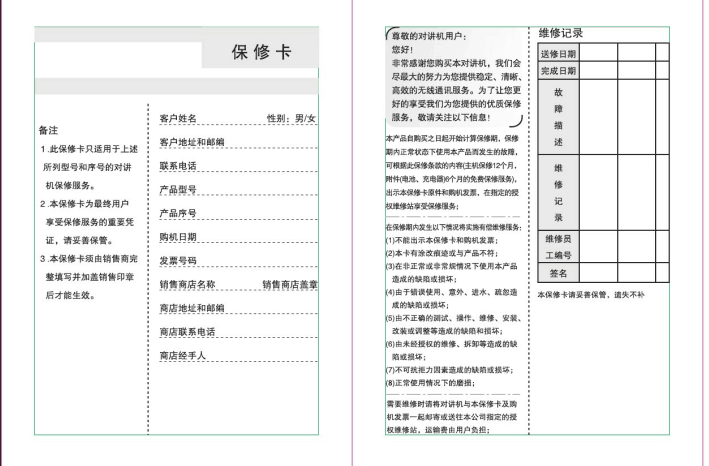 保修卡
备注
1.此保修卡只适用于上述
所列型号和序号的对讲
机保修服务。
2.本保修卡为最终用户
享受保修服务的重要凭
证，请妥善保管。
3.本保修卡须由销售商完
整填写并加盖销售印章
后才能生效。
客户姓名 性别：男/女
客户地址和邮编
联系电话
产品型号
产品序号
购机日期
发票号码
销售商店名称 销售商店盖章
商店地址和邮编
商店联系电话
商店经手人
尊敬的对讲机用户：
您好！
非常感谢您购买本对讲机，我们会
尽最大的努力为您提供稳定、清晰、
高效的无线通讯服务。为了让您更
好的享受我们为您提供的优质保修
服务，敬请关注以下信息！
本产品自购买之日起开始计算保修期，保修
期内正常状态下使用本产品而发生的故障，
可根据此保修条款的内容(主机保修12个月，
附件(电池、充电器)6个月的免费保修服务)，
出示本保修卡原件和购机发票，在指定的授
权维修站享受保修服务；
在保修期内发生以下情况将实施有偿维修服务：
(1)不能出示本保修卡和购机发票；
(2)本卡有涂改痕迹或与产品不符；
(3)在非正常或非常规情况下使用本产品
造成的缺陷或损坏；
(4)由于错误使用、意外、进水、疏忽造
成的缺陷或损坏；
(5)由不正确的测试、操作、维修、安装、
改装或调整等造成的缺陷和损坏；
(6)由未经授权的维修、拆卸等造成的缺
陷或损坏；
(7)不可抗拒力因素造成的缺陷或损坏；
(8)正常使用情况下的磨损；
需要维修时请将对讲机与本保修卡及购
机发票一起邮寄或送往本公司指定的授
权维修站，运输费由用户负担；
维修记录
送修日期
完成日期
故
障
描
述
维
修
记
录
维修员
工编号
签名
本保修卡请妥善保管，遗失不补